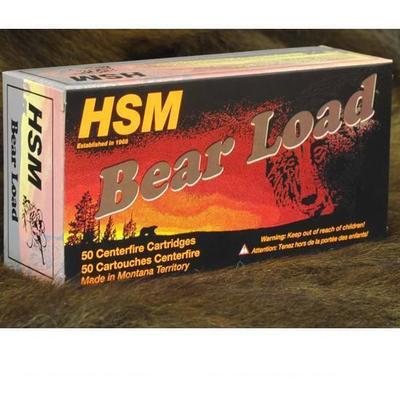 HSM
Established in 1968
Bear Load
50 Centerfire Cartridges
50 Cartouches Centerfire
Made in Montana Territory
Warning: Keep out of reach of children!
Attention: Tenez hors de la portée des enfants!
HSM
Bear Load